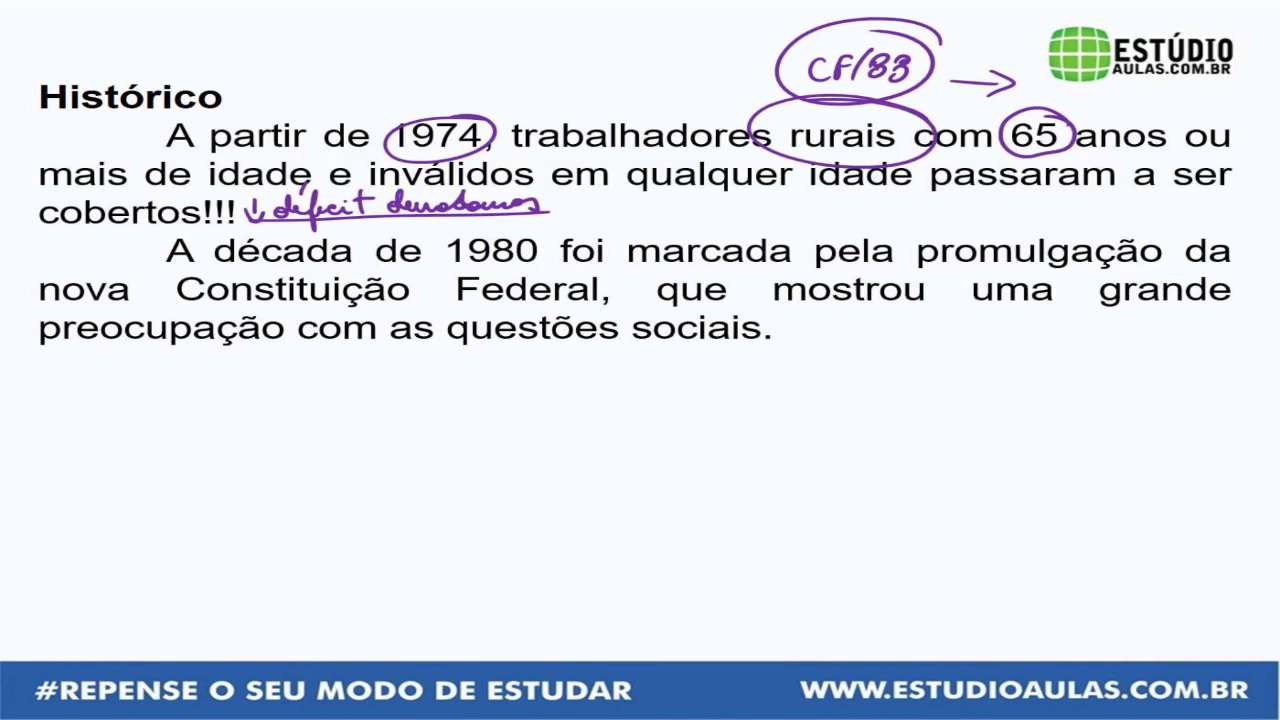 CF/88
ESTÚDIO
AULAS.COM.BR
Histórico
A partir de 1974, trabalhadores rurais com 65 anos ou
mais de idade e inválidos em qualquer idade passaram a ser
cobertos!!! ↓ déficit
A década de 1980 foi marcada pela promulgação da
nova Constituição Federal, que mostrou uma grande
preocupação com as questões sociais.
#REPENSE O SEU MODO DE ESTUDAR
WWW.ESTUDIOAULAS.COM.BR